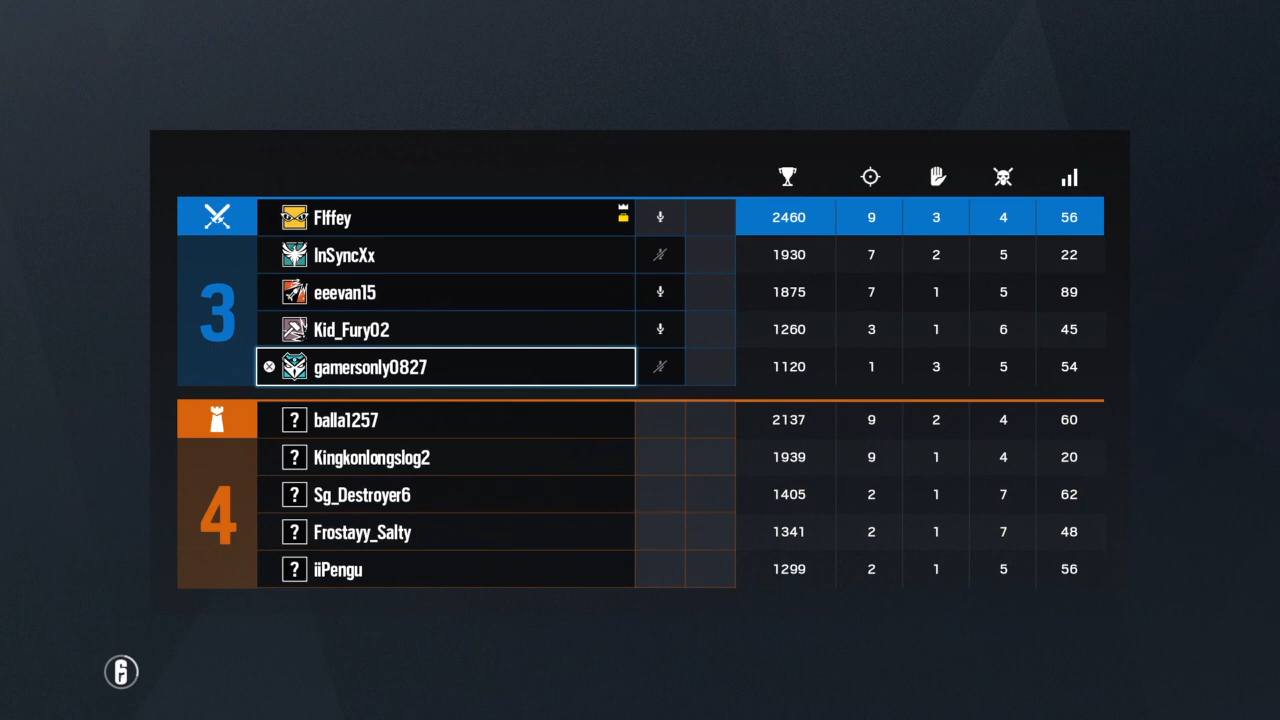 Flffey 2460 9 3 4 56
InSyncXx 1930 7 2 5 22
3
eeevan15 1875 7 1 5 89
Kid_Fury02 1260 3 1 6 45
gamersonly0827 1120 1 3 5 54
? balla1257 2137 9 2 4 60
? Kingkonlongslog2 1939 9 1 4 20
4
? Sg_Destroyer6 1405 2 1 7 62
? Frostayy_Salty 1341 2 1 7 48
? iiPengu 1299 2 1 5 56
6